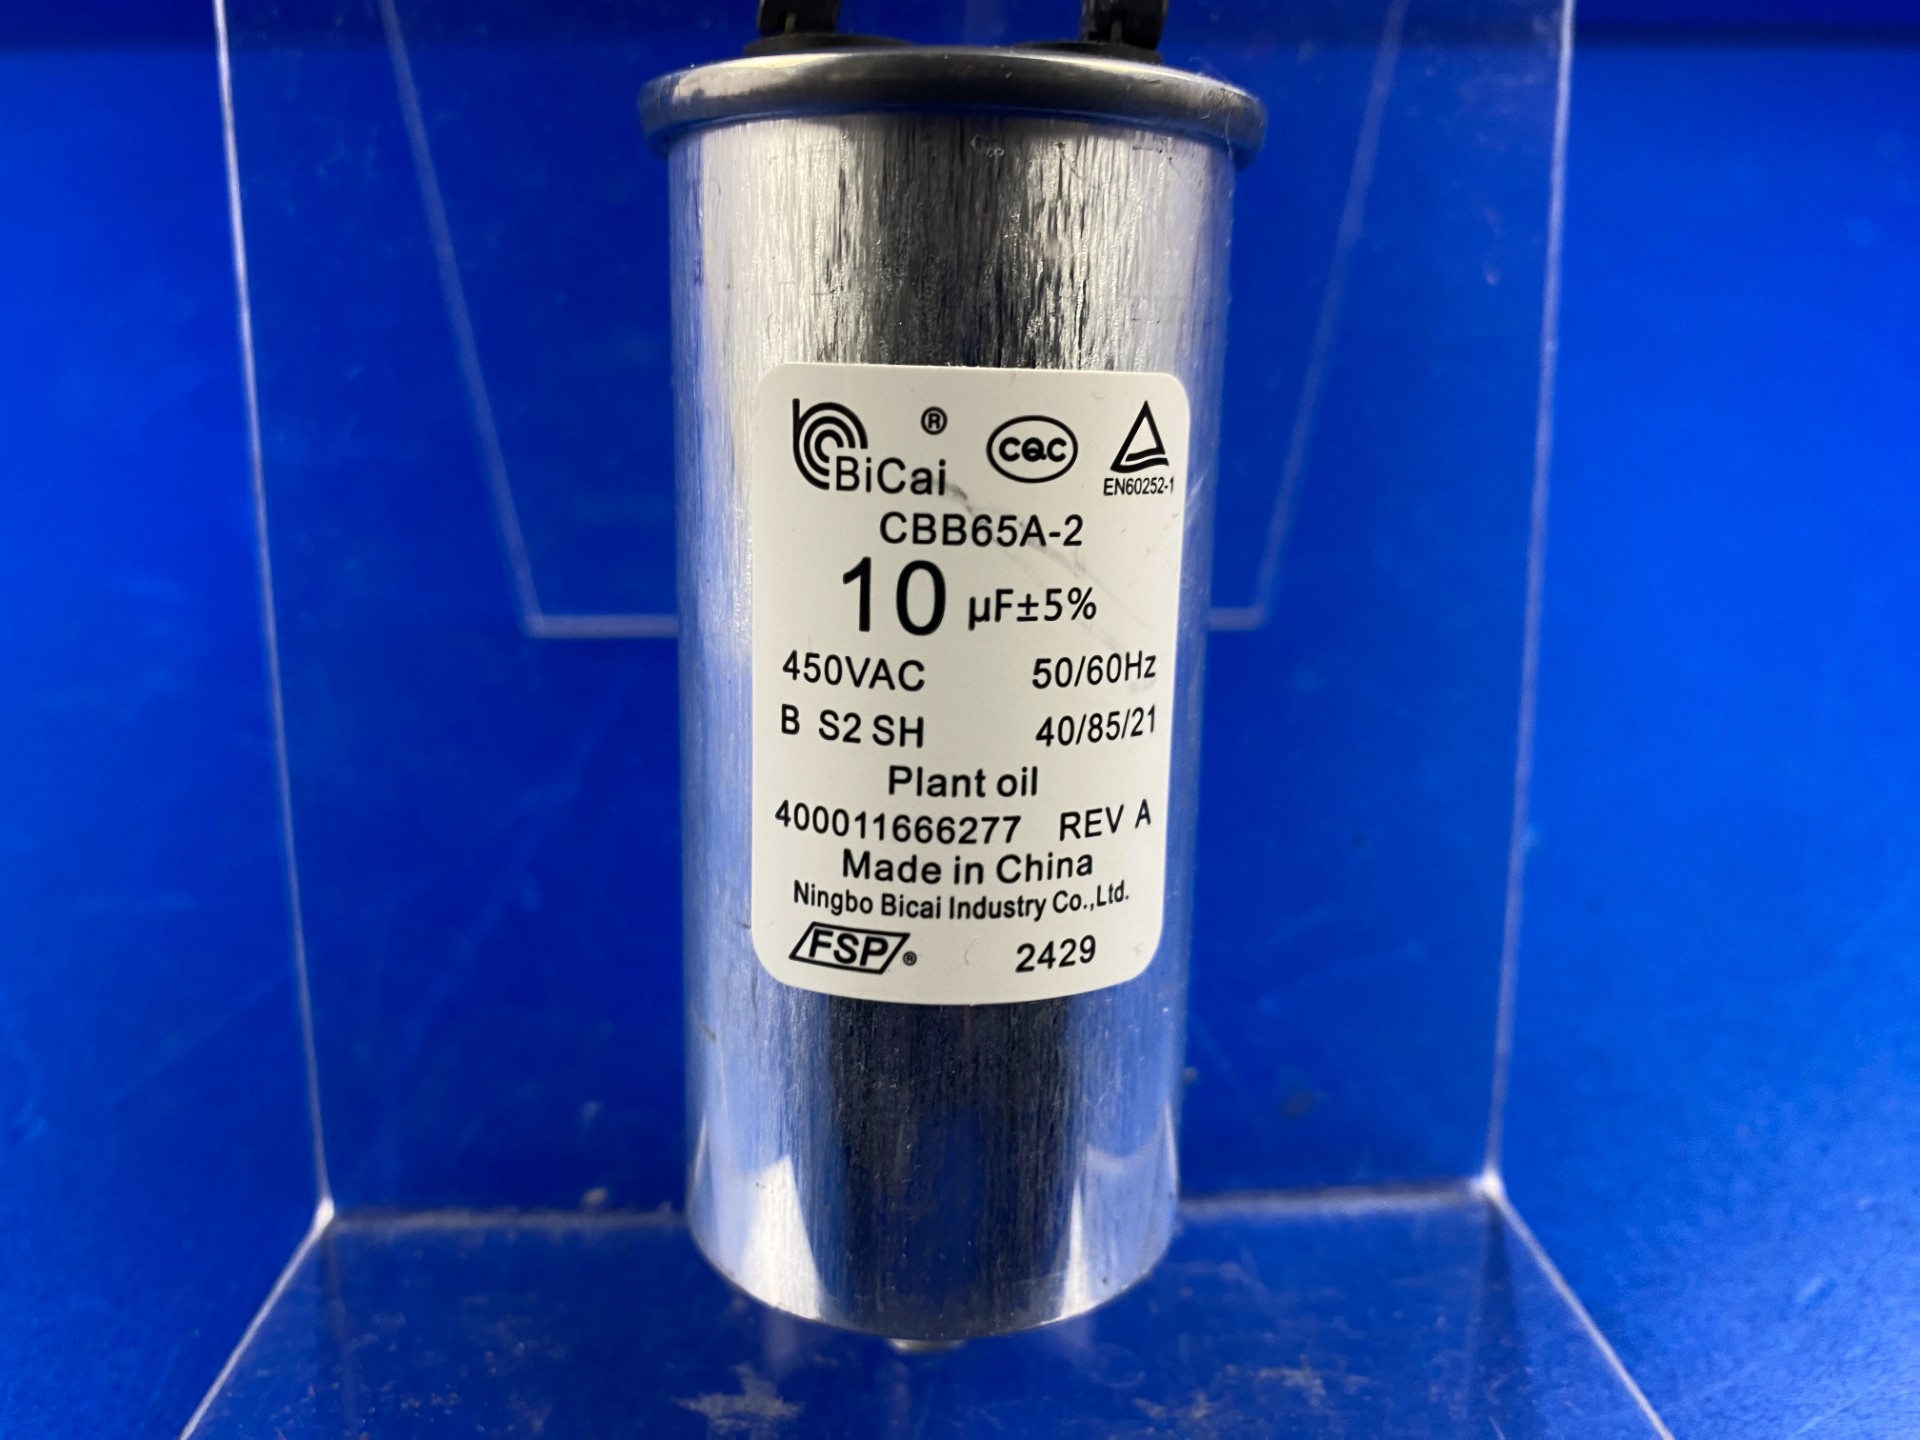 BiCai ® CQC EN60252-1
CBB65A-2
10 µF±5%
450VAC 50/60Hz
B S2 SH 40/85/21
Plant oil
400011666277 REV A
Made in China
Ningbo Bicai Industry Co.,Ltd.
FSP® 2429